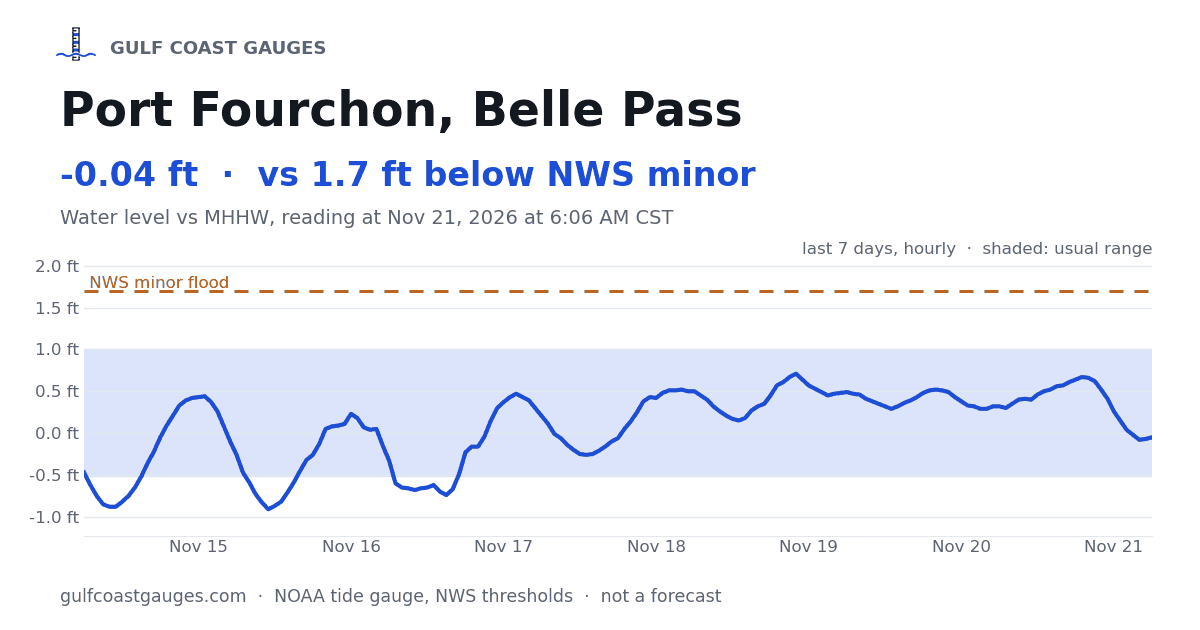 GULF COAST GAUGES
Port Fourchon, Belle Pass
-0.04 ft · vs 1.7 ft below NWS minor
Water level vs MHHW, reading at Nov 21, 2026 at 6:06 AM CST
last 7 days, hourly · shaded: usual range
2.0 ft
NWS minor flood
1.5 ft
1.0 ft
0.5 ft
0.0 ft
-0.5 ft
-1.0 ft
Nov 15 Nov 16 Nov 17 Nov 18 Nov 19 Nov 20 Nov 21
gulfcoastgauges.com · NOAA tide gauge, NWS thresholds · not a forecast